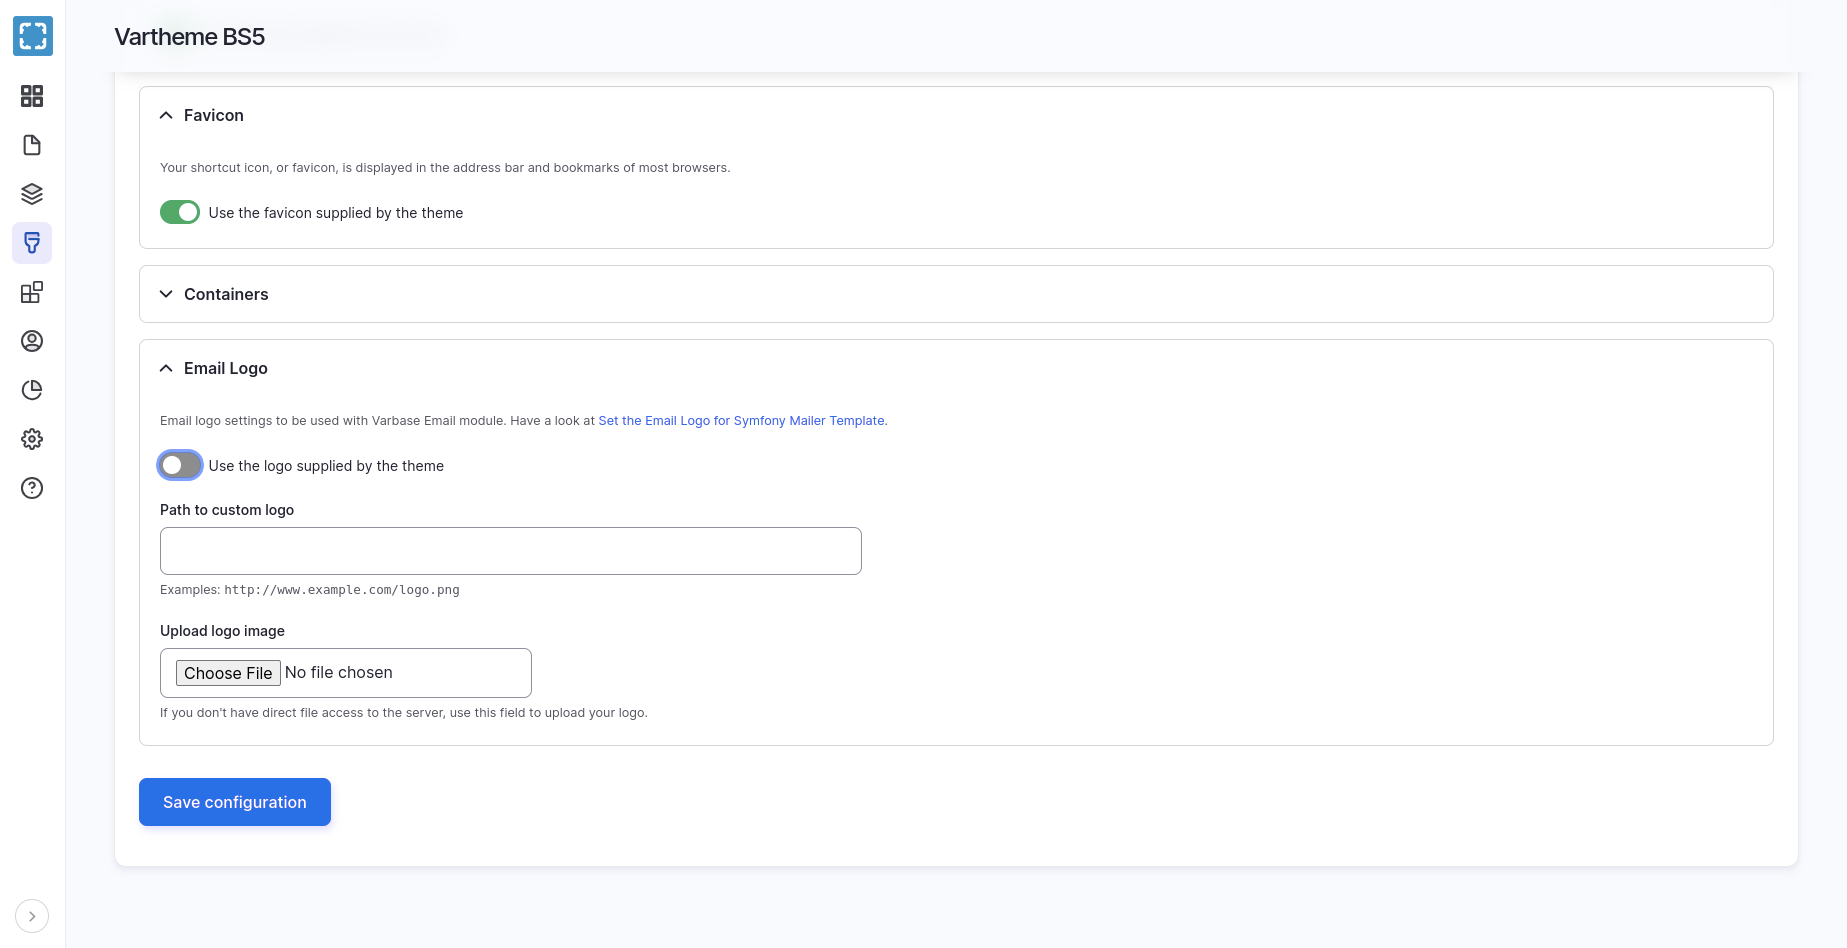 Vartheme BS5
Favicon
Your shortcut icon, or favicon, is displayed in the address bar and bookmarks of most browsers.
Use the favicon supplied by the theme
Containers
Email Logo
Email logo settings to be used with Varbase Email module. Have a look at Set the Email Logo for Symfony Mailer Template.
Use the logo supplied by the theme
Path to custom logo
Examples: http://www.example.com/logo.png
Upload logo image
Choose File No file chosen
If you don't have direct file access to the server, use this field to upload your logo.
Save configuration